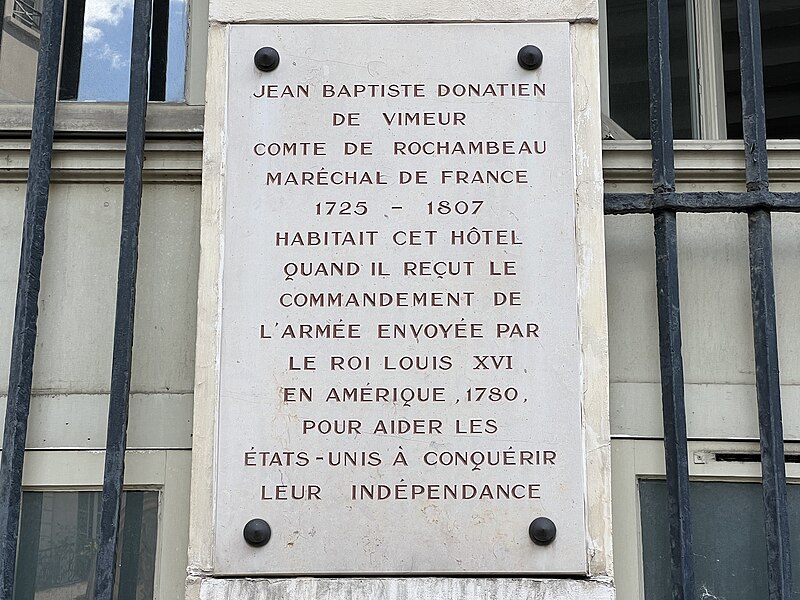 JEAN BAPTISTE DONATIEN
DE VIMEUR
COMTE DE ROCHAMBEAU
MARÉCHAL DE FRANCE
1725 - 1807
HABITAIT CET HÔTEL
QUAND IL REÇUT LE
COMMANDEMENT DE
L'ARMÉE ENVOYÉE PAR
LE ROI LOUIS XVI
EN AMÉRIQUE , 1780,
POUR AIDER LES
ÉTATS-UNIS À CONQUÉRIR
LEUR INDÉPENDANCE